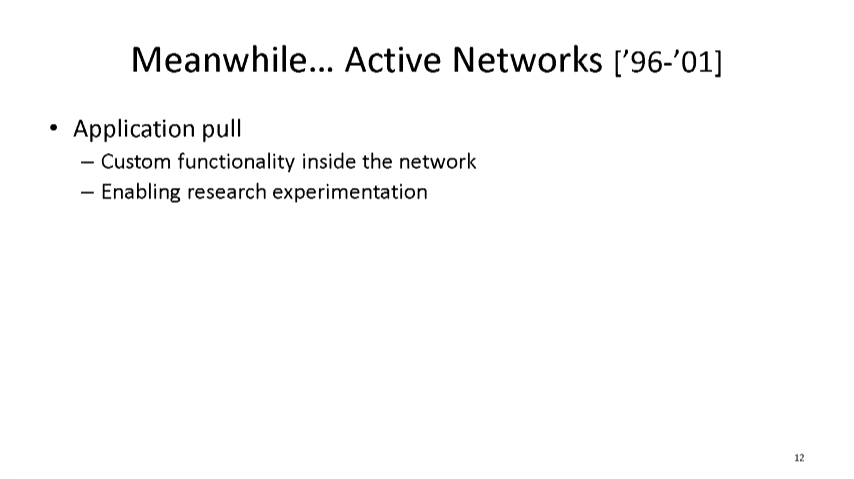 Meanwhile… Active Networks [’96-’01]
• Application pull
– Custom functionality inside the network
– Enabling research experimentation
12